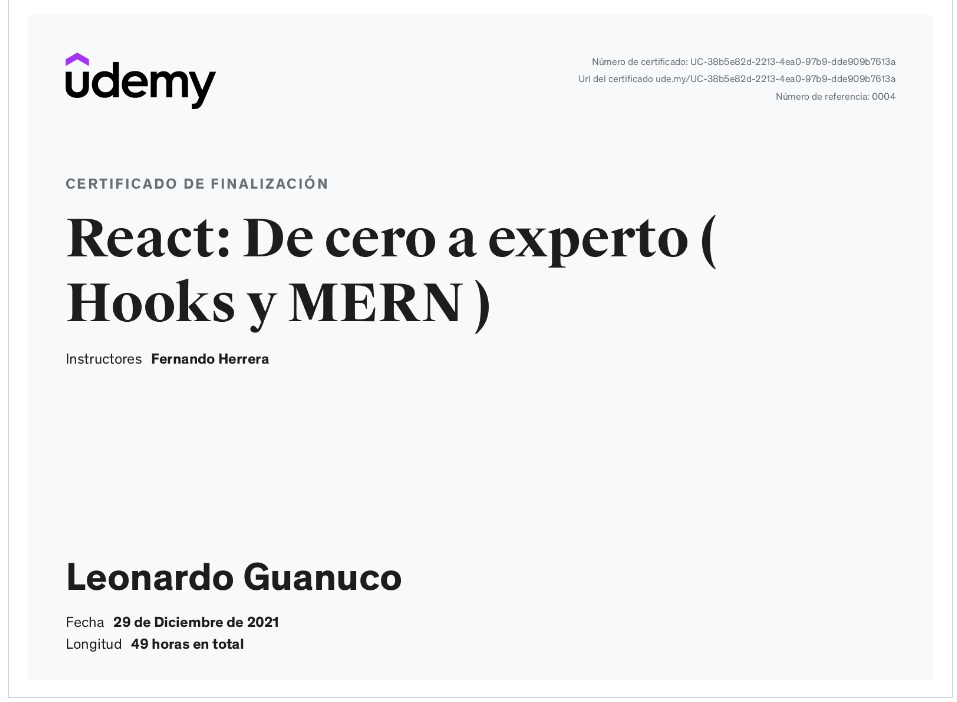 udemy
Número de certificado: UC-38b5e82d-2213-4ea0-97b9-dde909b7613a
Url del certificado ude.my/UC-38b5e82d-2213-4ea0-97b9-dde909b7613a
Número de referencia: 0004
CERTIFICADO DE FINALIZACIÓN
React: De cero a experto (
Hooks y MERN )
Instructores Fernando Herrera
Leonardo Guanuco
Fecha 29 de Diciembre de 2021
Longitud 49 horas en total